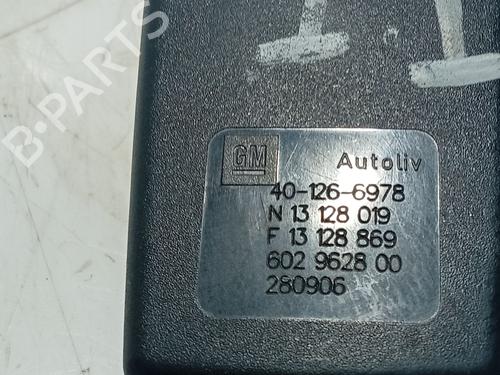 B-PARTS
GM Autoliv
40-126-6978
N 13 128 019
F 13 128 869
602 9628 00
280906